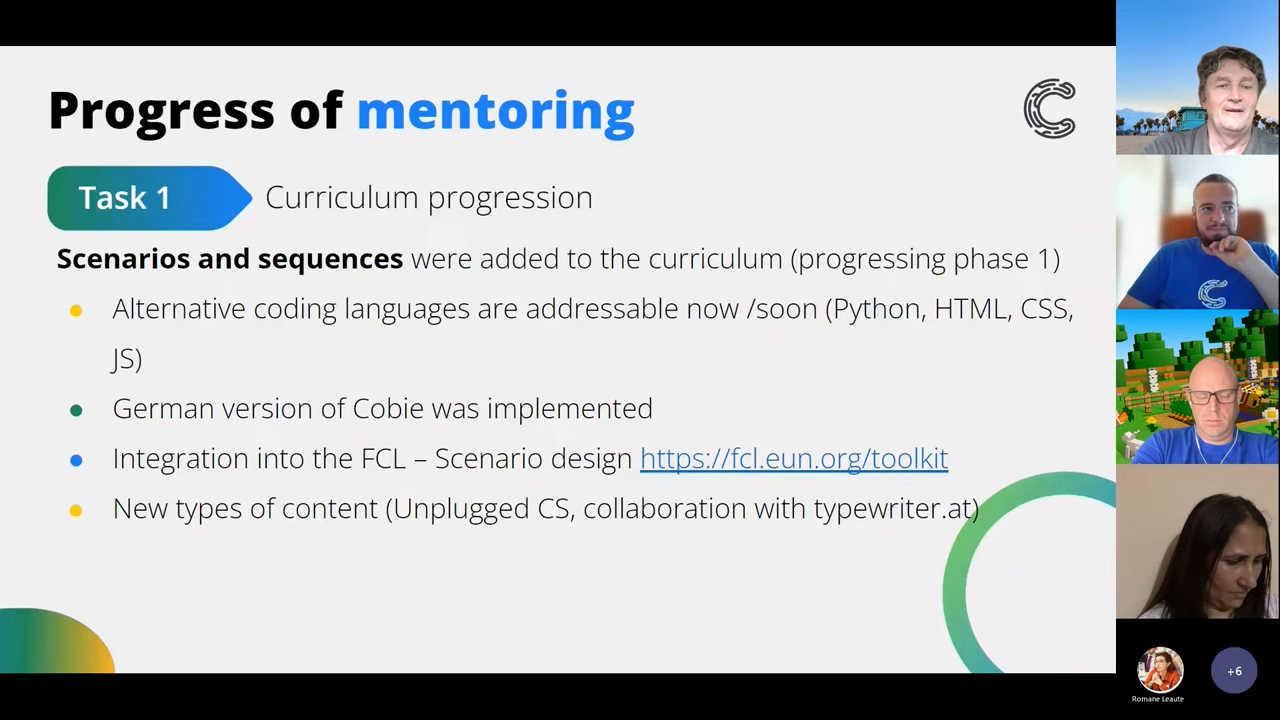 Progress of mentoring
Task 1
Curriculum progression
Scenarios and sequences were added to the curriculum (progressing phase 1)
Alternative coding languages are addressable now /soon (Python, HTML, CSS,
JS)
German version of Cobie was implemented
Integration into the FCL – Scenario design https://fcl.eun.org/toolkit
New types of content (Unplugged CS, collaboration with typewriter.at)
Romane Leaute
+6